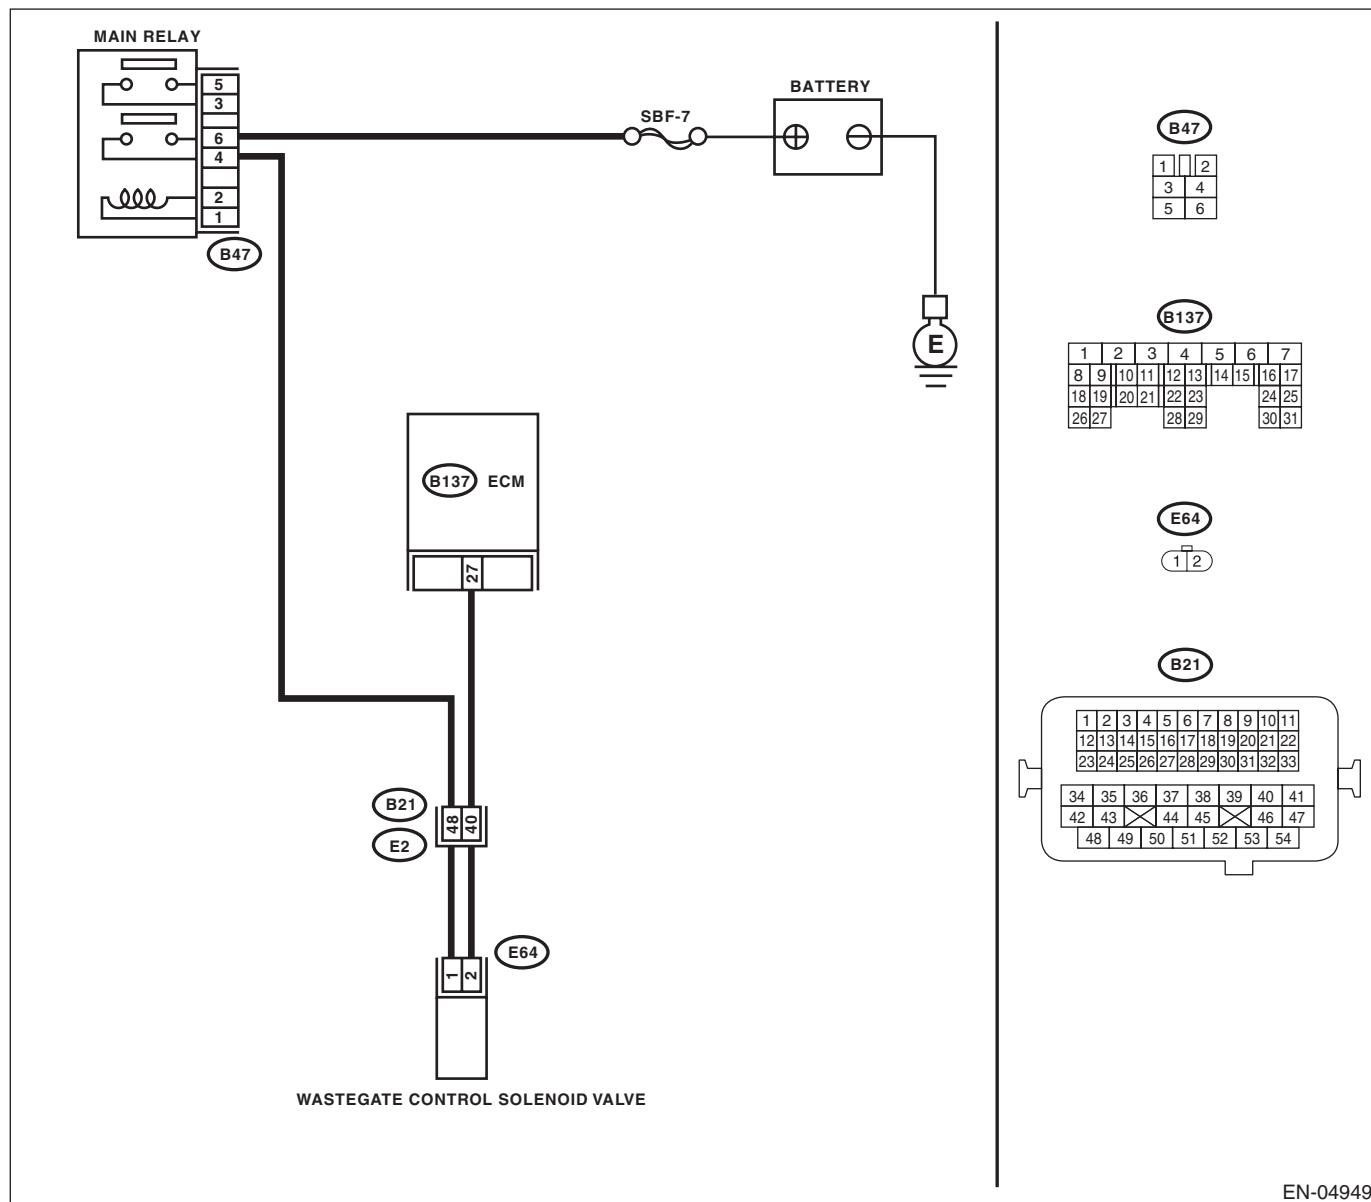 MAIN RELAY
5
3
6
4
2
1
B47
SBF-7
BATTERY
E
B137 ECM
27
B21
E2
48 40
E64
1 2
WASTEGATE CONTROL SOLENOID VALVE
B47
1 2
3 4
5 6
B137
1 2 3 4 5 6 7
8 9 10 11 12 13 14 15 16 17
18 19 20 21 22 23 24 25
26 27 28 29 30 31
E64
1 2
B21
1 2 3 4 5 6 7 8 9 10 11
12 13 14 15 16 17 18 19 20 21 22
23 24 25 26 27 28 29 30 31 32 33
34 35 36 37 38 39 40 41
42 43 44 45 46 47
48 49 50 51 52 53 54
EN-04949